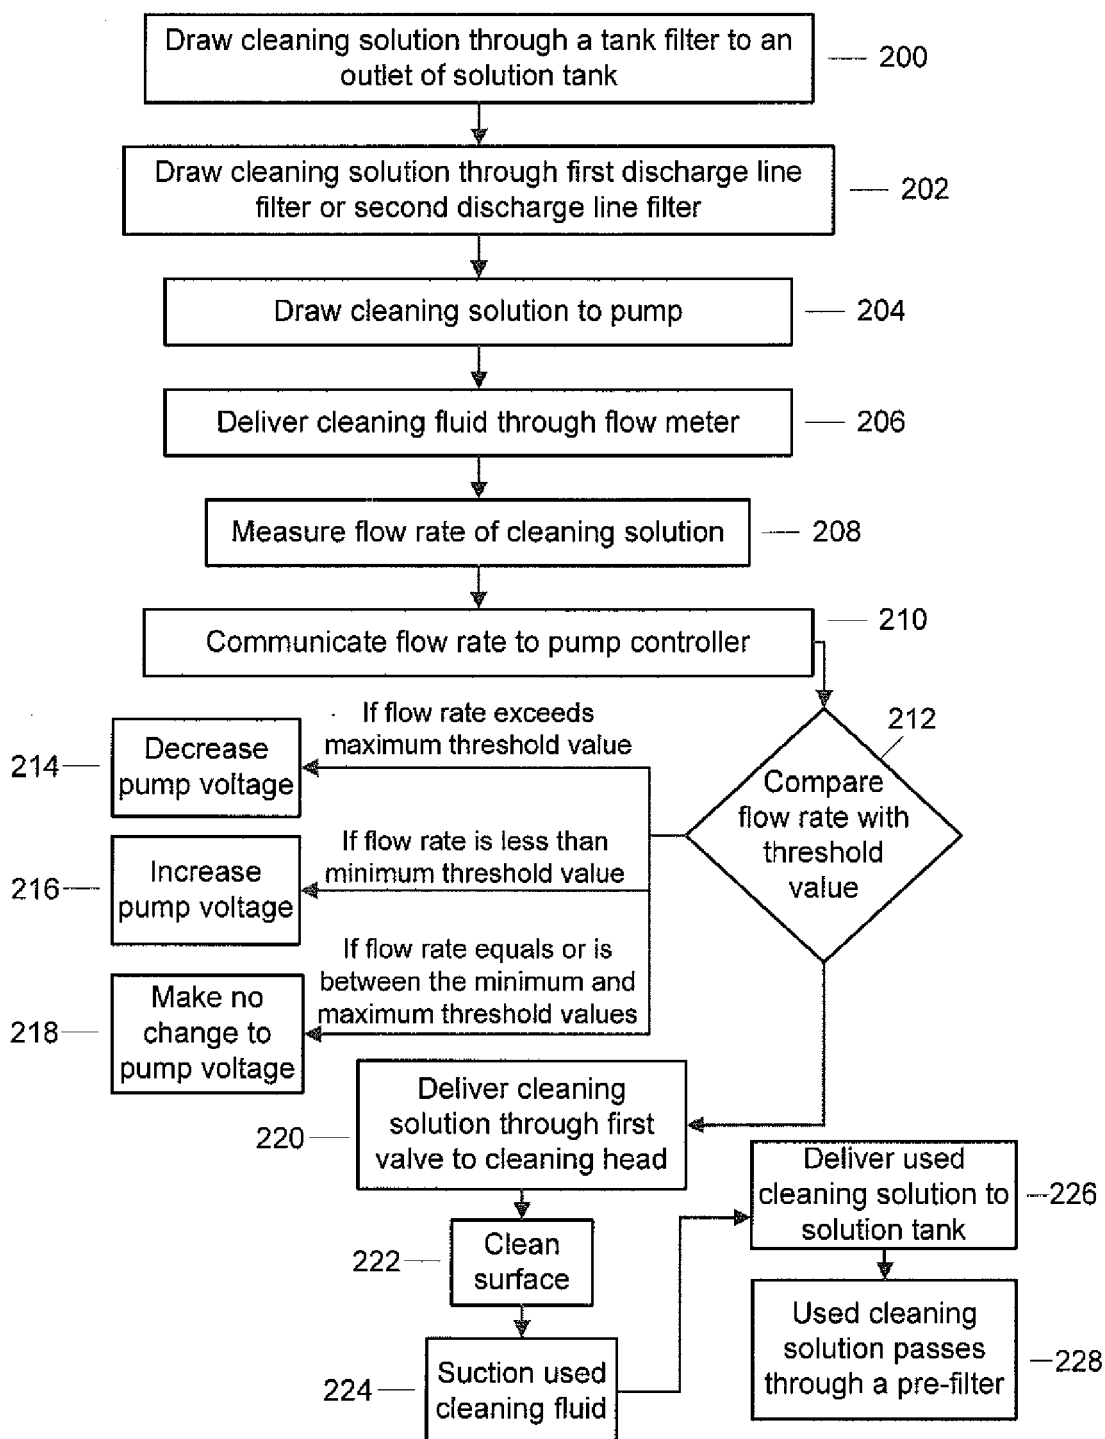 Draw cleaning solution through a tank filter to an
outlet of solution tank
200
Draw cleaning solution through first discharge line
filter or second discharge line filter
202
Draw cleaning solution to pump
204
Deliver cleaning fluid through flow meter
206
Measure flow rate of cleaning solution
208
Communicate flow rate to pump controller
210
212
Compare
flow rate with
threshold
value
If flow rate exceeds
maximum threshold value
214
Decrease
pump voltage
If flow rate is less than
minimum threshold value
216
Increase
pump voltage
If flow rate equals or is
between the minimum and
maximum threshold values
218
Make no
change to
pump voltage
220
Deliver cleaning
solution through first
valve to cleaning head
222
Clean
surface
224
Suction used
cleaning fluid
Deliver used
cleaning solution to
solution tank
226
Used cleaning
solution passes
through a pre-filter
228